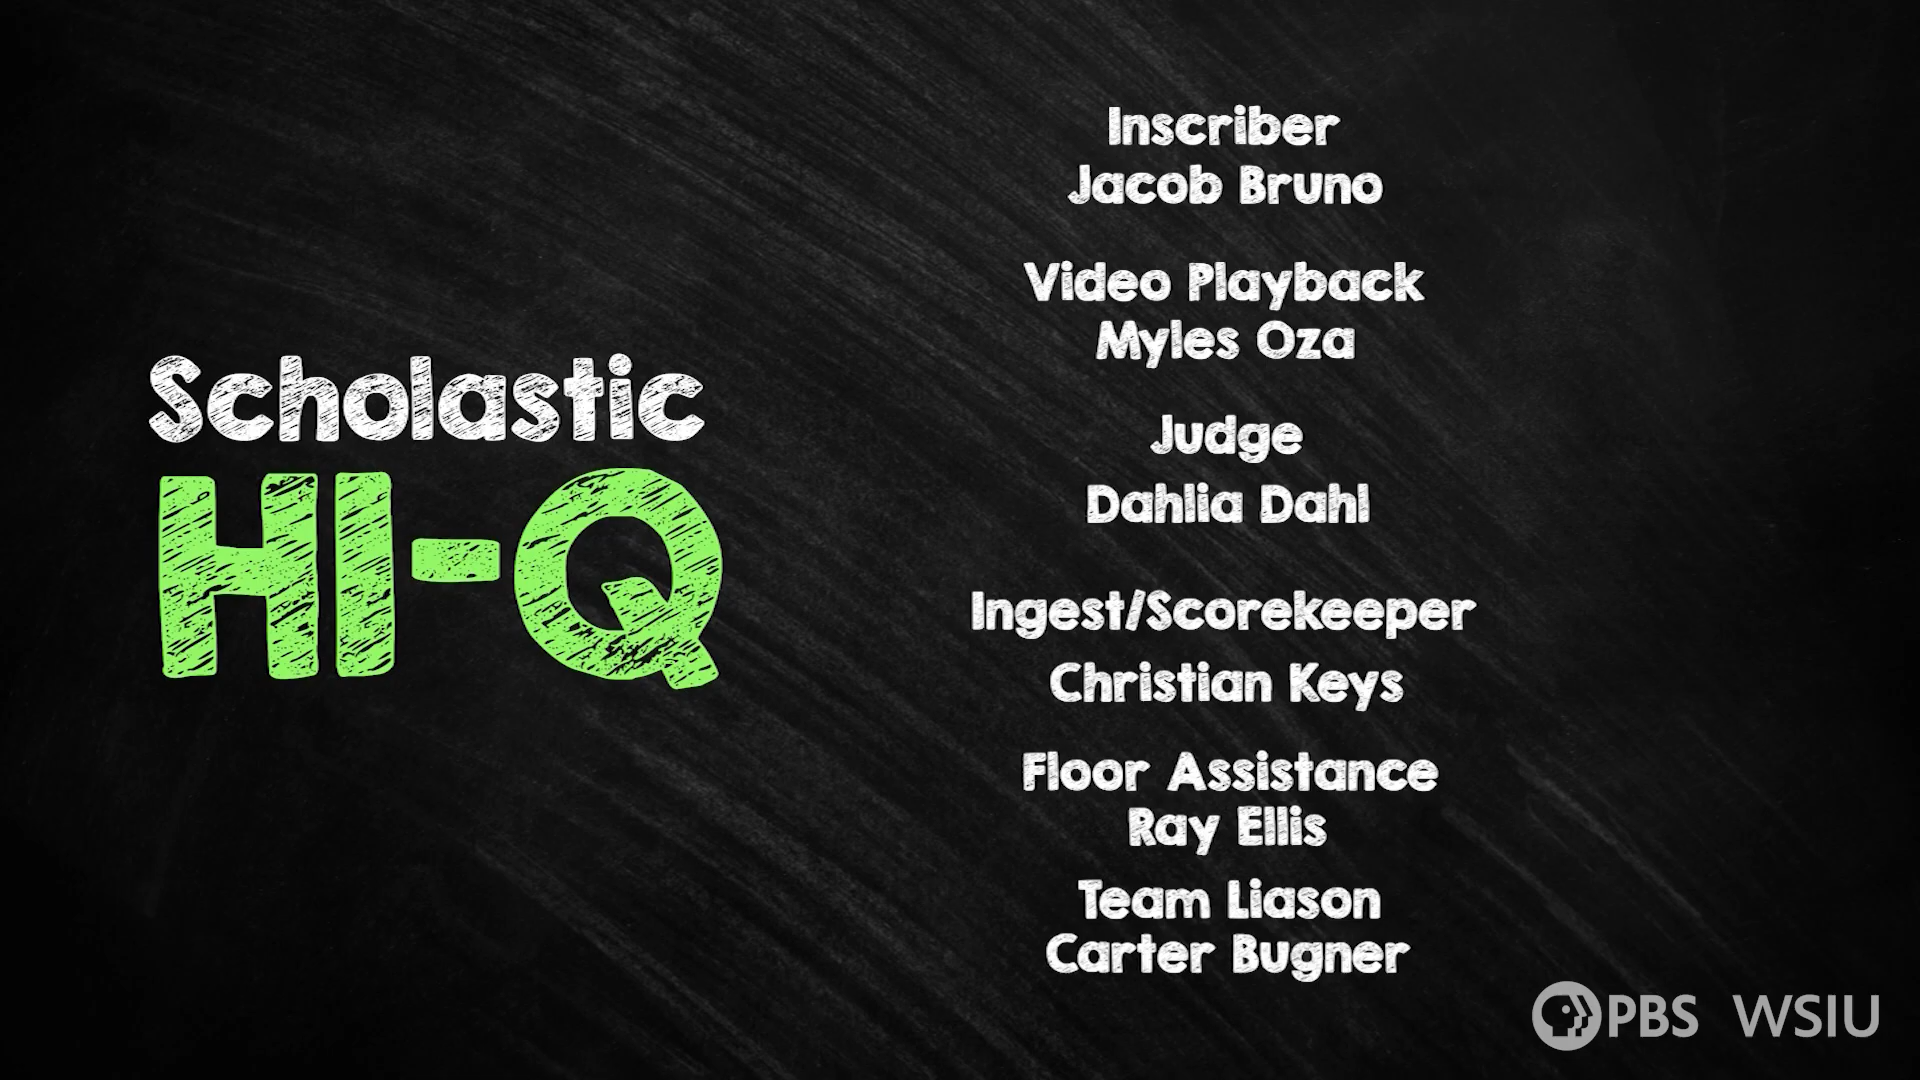 Scholastic
HI-Q
Inscriber
Jacob Bruno
Video Playback
Myles Oza
Judge
Dahlia Dahl
Ingest/Scorekeeper
Christian Keys
Floor Assistance
Ray Ellis
Team Liason
Carter Bugner
PBS WSIU